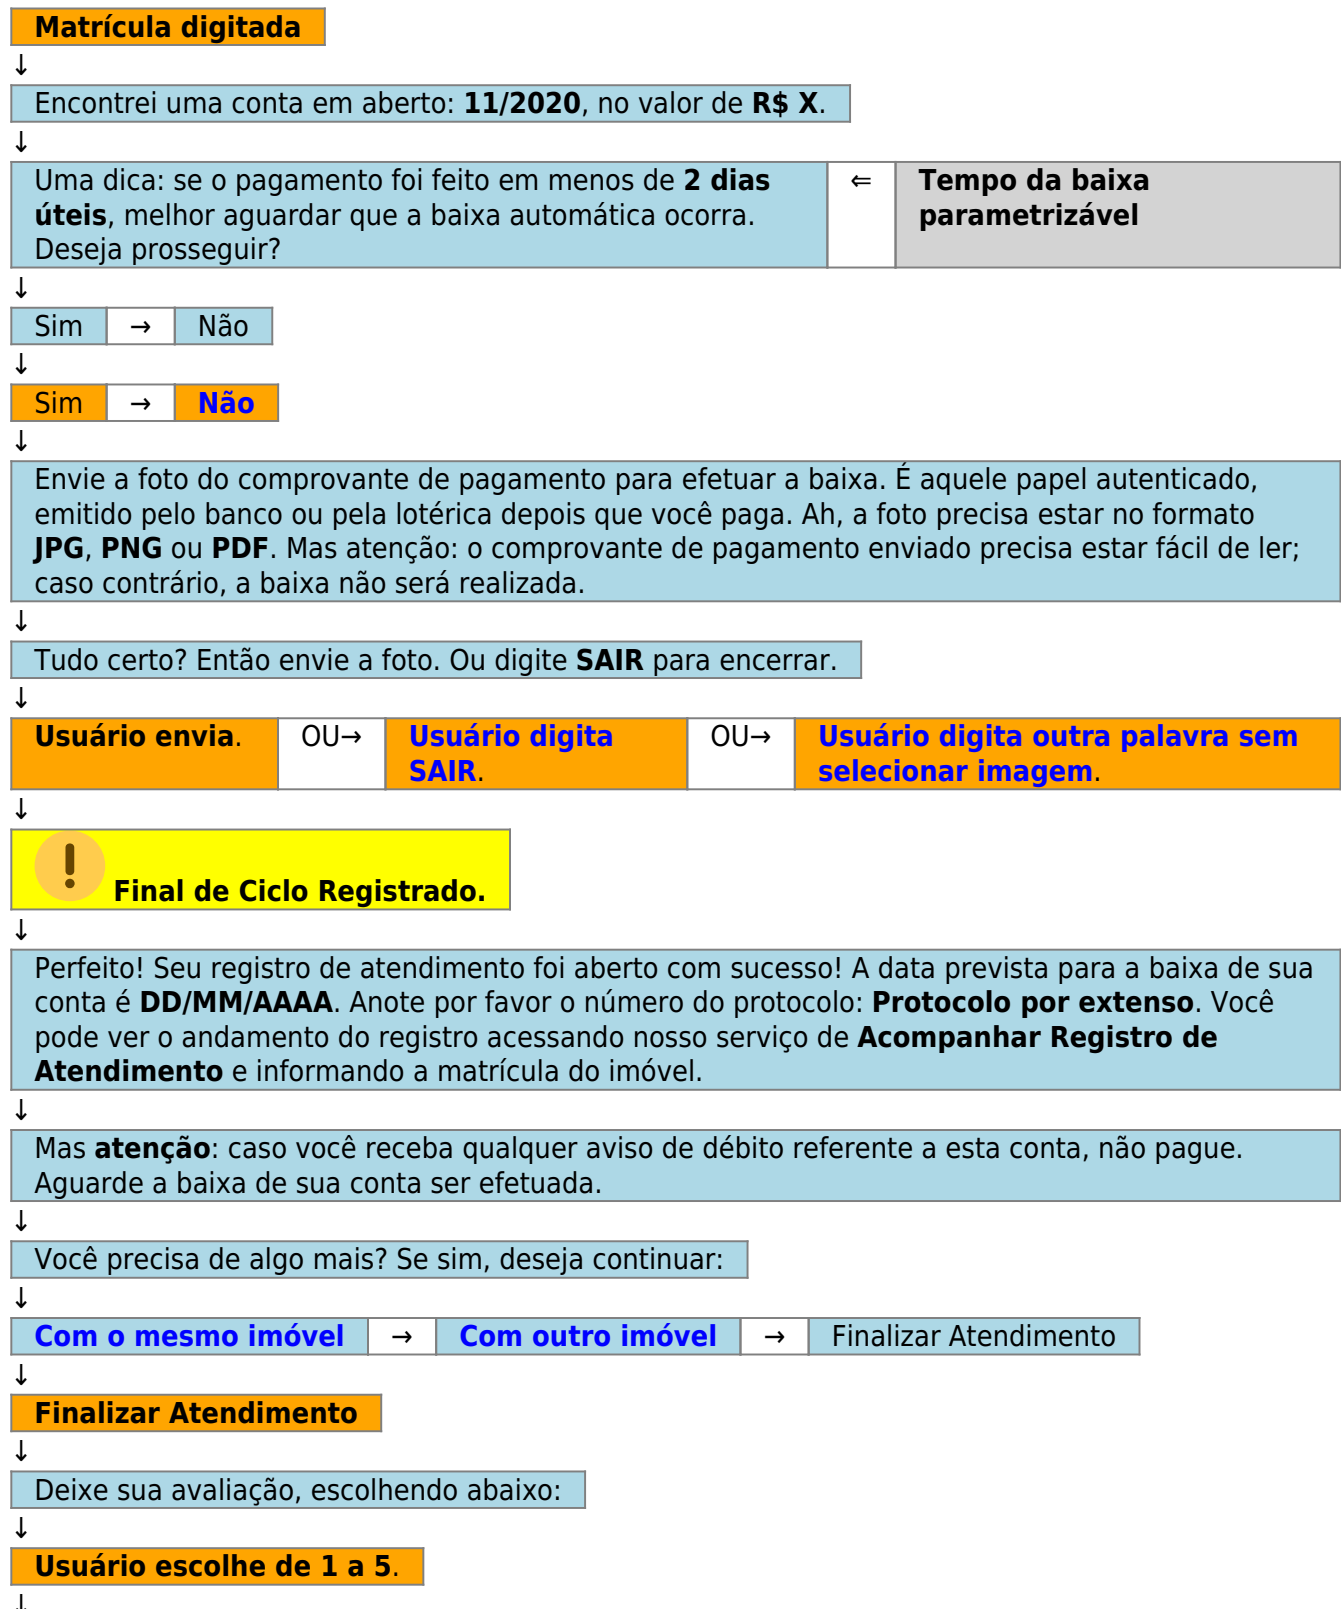 Matrícula digitada
↓
Encontrei uma conta em aberto: 11/2020, no valor de R$ X.
↓
Uma dica: se o pagamento foi feito em menos de 2 dias ⇐ Tempo da baixa
úteis, melhor aguardar que a baixa automática ocorra. parametrizável
Deseja prosseguir?
↓
Sim → Não
↓
Sim → Não
↓
Envie a foto do comprovante de pagamento para efetuar a baixa. É aquele papel autenticado,
emitido pelo banco ou pela lotérica depois que você paga. Ah, a foto precisa estar no formato
JPG, PNG ou PDF. Mas atenção: o comprovante de pagamento enviado precisa estar fácil de ler;
caso contrário, a baixa não será realizada.
↓
Tudo certo? Então envie a foto. Ou digite SAIR para encerrar.
↓
Usuário envia. OU→ Usuário digita OU→ Usuário digita outra palavra sem
SAIR. selecionar imagem.
↓
Final de Ciclo Registrado.
↓
Perfeito! Seu registro de atendimento foi aberto com sucesso! A data prevista para a baixa de sua
conta é DD/MM/AAAA. Anote por favor o número do protocolo: Protocolo por extenso. Você
pode ver o andamento do registro acessando nosso serviço de Acompanhar Registro de
Atendimento e informando a matrícula do imóvel.
↓
Mas atenção: caso você receba qualquer aviso de débito referente a esta conta, não pague.
Aguarde a baixa de sua conta ser efetuada.
↓
Você precisa de algo mais? Se sim, deseja continuar:
↓
Com o mesmo imóvel → Com outro imóvel → Finalizar Atendimento
↓
Finalizar Atendimento
↓
Deixe sua avaliação, escolhendo abaixo:
↓
Usuário escolhe de 1 a 5.
↓